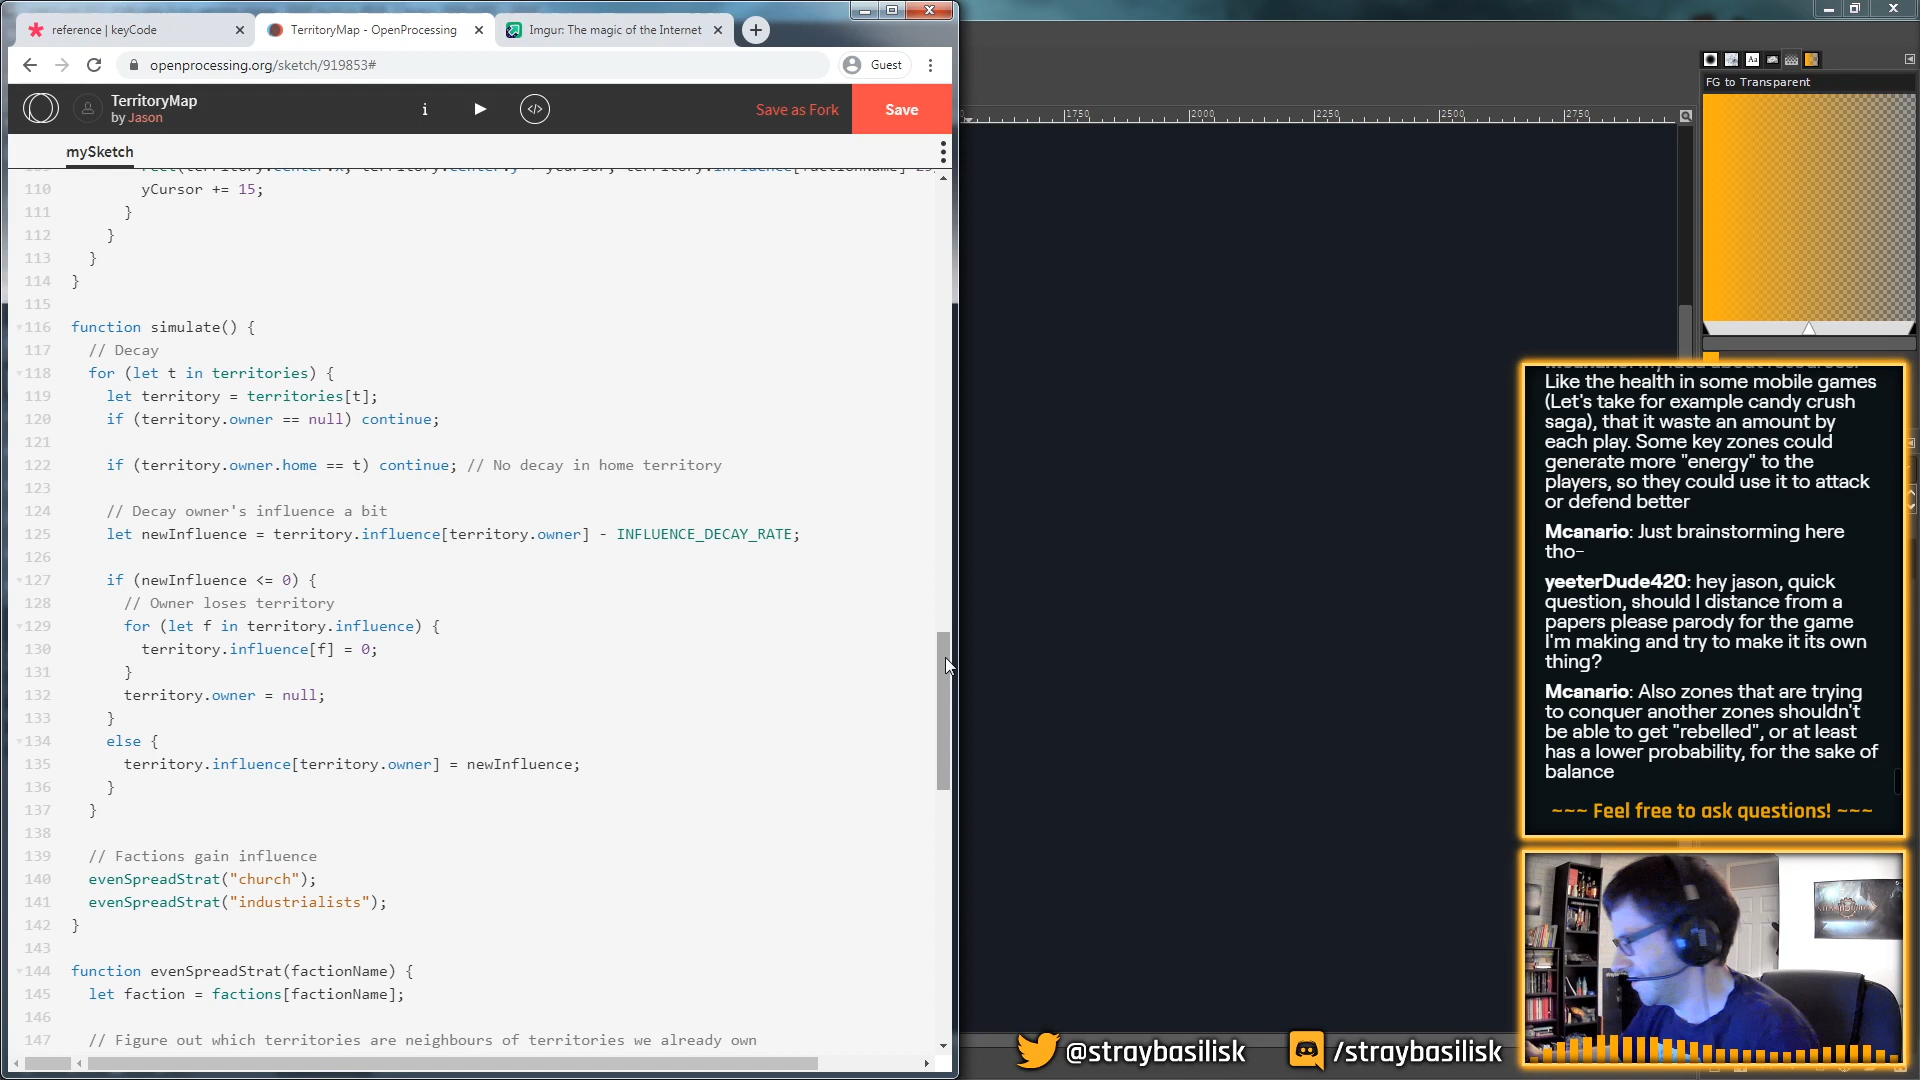 reference | keyCode
TerritoryMap - OpenProcessing
Imgur: The magic of the Internet
openprocessing.org/sketch/919853#
Guest
TerritoryMap
by Jason
i
Save as Fork
Save
mySketch
110 yCursor += 15;
111 }
112 }
113 }
114 }
115
116 function simulate() {
117 // Decay
118 for (let t in territories) {
119 let territory = territories[t];
120 if (territory.owner == null) continue;
121
122 if (territory.owner.home == t) continue; // No decay in home territory
123
124 // Decay owner's influence a bit
125 let newInfluence = territory.influence[territory.owner] - INFLUENCE_DECAY_RATE;
126
127 if (newInfluence <= 0) {
128 // Owner loses territory
129 for (let f in territory.influence) {
130 territory.influence[f] = 0;
131 }
132 territory.owner = null;
133 }
134 else {
135 territory.influence[territory.owner] = newInfluence;
136 }
137 }
138
139 // Factions gain influence
140 evenSpreadStrat("church");
141 evenSpreadStrat("industrialists");
142 }
143
144 function evenSpreadStrat(factionName) {
145 let faction = factions[factionName];
146
147 // Figure out which territories are neighbours of territories we already own
1750 2000 2250 2500 2750
Aa
FG to Transparent
Like the health in some mobile games
(Let's take for example candy crush
saga), that it waste an amount by
each play. Some key zones could
generate more "energy" to the
players, so they could use it to attack
or defend better
Mcanario: Just brainstorming here
tho-
yeeterDude420: hey jason, quick
question, should I distance from a
papers please parody for the game
I'm making and try to make it its own
thing?
Mcanario: Also zones that are trying
to conquer another zones shouldn't
be able to get "rebelled", or at least
has a lower probability, for the sake of
balance
~~~ Feel free to ask questions! ~~~
@straybasilisk
/straybasilisk